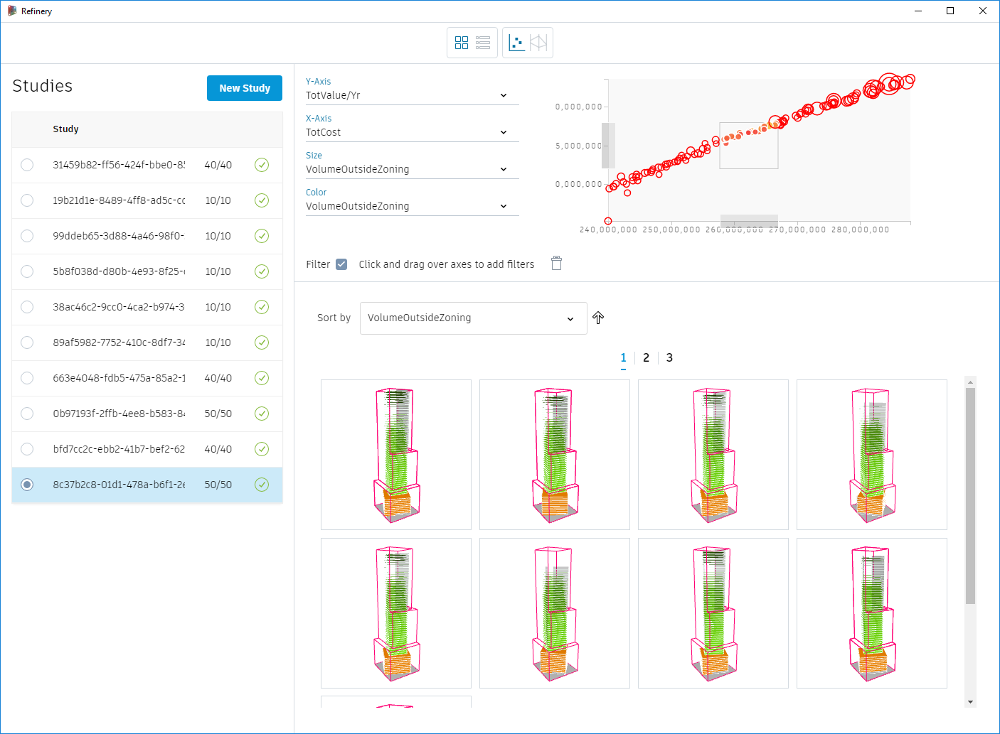 Refinery
Studies
New Study
Study
31459b82-ff56-424f-bbe0-85 40/40
19b21d1e-8489-4ff8-ad5c-cc 10/10
99ddeb65-3d88-4a46-98f0- 10/10
5b8f038d-d80b-4e93-8f25- 10/10
38ac46c2-9cc0-4ca2-b974-3 10/10
89af5982-7752-410c-8df7-34 10/10
663e4048-fdb5-475a-85a2-1 40/40
0b97193f-2ffb-4ee8-b583-84 50/50
bfd7cc2c-ebb2-41b7-bef2-62 40/40
8c37b2c8-01d1-478a-b6f1-2e 50/50
Y-Axis
TotValue/Yr
X-Axis
TotCost
Size
VolumeOutsideZoning
Color
VolumeOutsideZoning
0,000,000
5,000,000
0,000,000
240,000,000 250,000,000 260,000,000 270,000,000 280,000,000
Filter Click and drag over axes to add filters
Sort by VolumeOutsideZoning
1 2 3